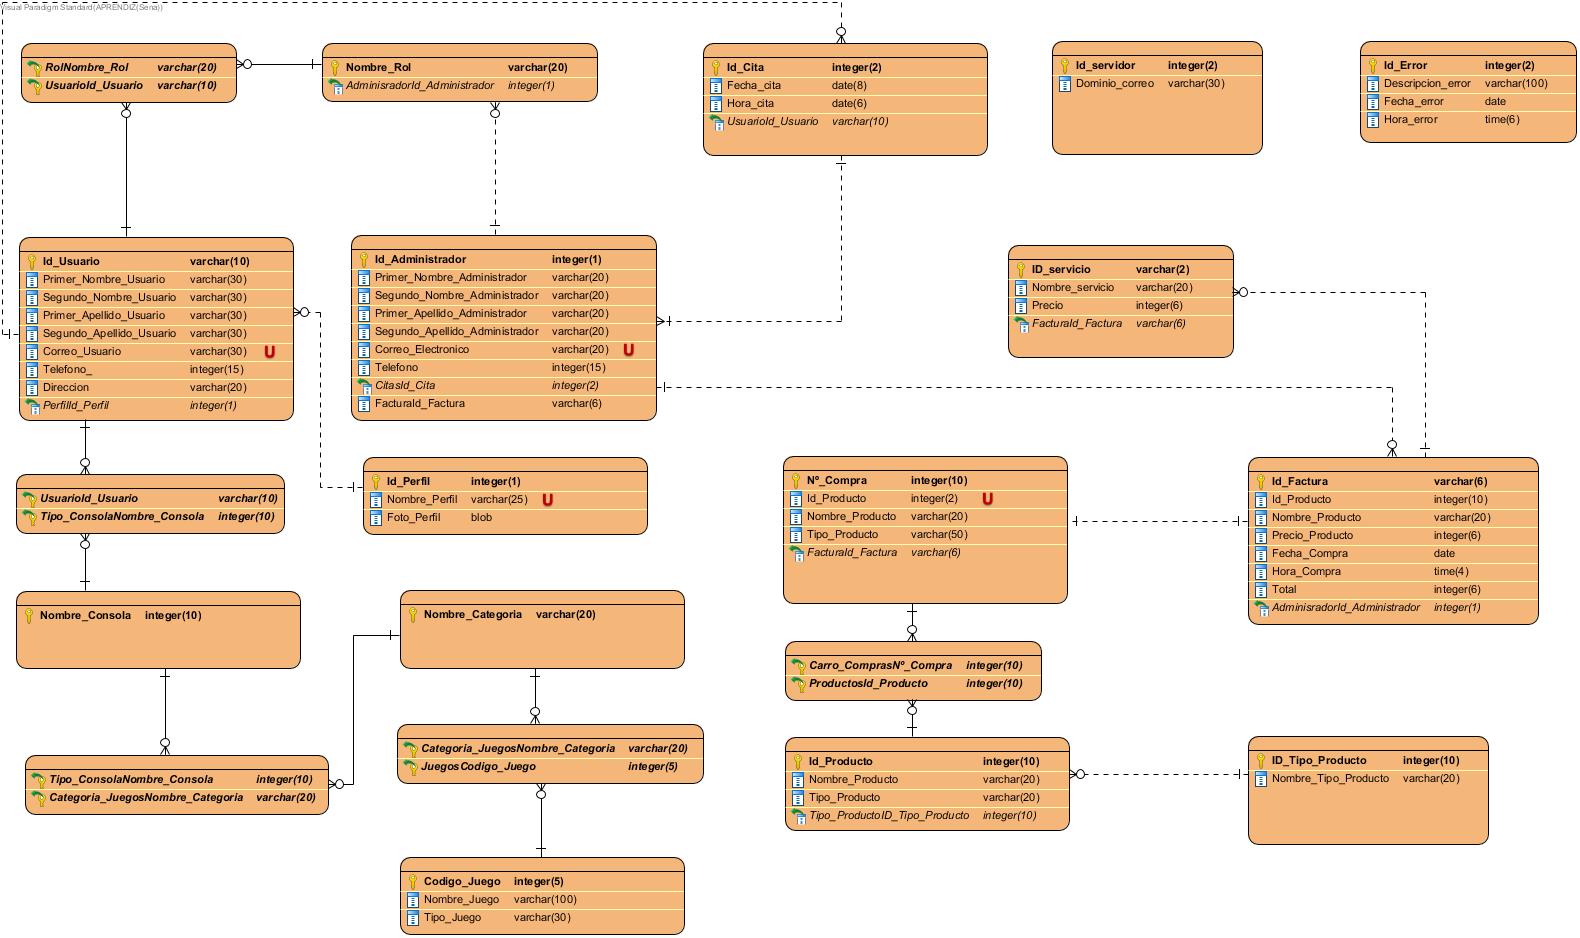 Visual Paradigm Standard(APRENDIZ(Sena))
RolNombre_Rol varchar(20)
UsuarioId_Usuario varchar(10)
Nombre_Rol varchar(20)
AdminisradorId_Administrador integer(1)
Id_Cita integer(2)
Fecha_cita date(8)
Hora_cita date(6)
UsuarioId_Usuario varchar(10)
Id_servidor integer(2)
Dominio_correo varchar(30)
Id_Error integer(2)
Descripcion_error varchar(100)
Fecha_error date
Hora_error time(6)
Id_Usuario varchar(10)
Primer_Nombre_Usuario varchar(30)
Segundo_Nombre_Usuario varchar(30)
Primer_Apellido_Usuario varchar(30)
Segundo_Apellido_Usuario varchar(30)
Correo_Usuario varchar(30) U
Telefono_ integer(15)
Direccion varchar(20)
PerfilId_Perfil integer(1)
Id_Administrador integer(1)
Primer_Nombre_Administrador varchar(20)
Segundo_Nombre_Administrador varchar(20)
Primer_Apellido_Administrador varchar(20)
Segundo_Apellido_Administrador varchar(20)
Correo_Electronico varchar(20) U
Telefono integer(15)
CitasId_Cita integer(2)
FacturaId_Factura varchar(6)
ID_servicio varchar(2)
Nombre_servicio varchar(20)
Precio integer(6)
FacturaId_Factura varchar(6)
UsuarioId_Usuario varchar(10)
Tipo_ConsolaNombre_Consola integer(10)
Id_Perfil integer(1)
Nombre_Perfil varchar(25) U
Foto_Perfil blob
Nº_Compra integer(10)
Id_Producto integer(2) U
Nombre_Producto varchar(20)
Tipo_Producto varchar(50)
FacturaId_Factura varchar(6)
Id_Factura varchar(6)
Id_Producto integer(10)
Nombre_Producto varchar(20)
Precio_Producto integer(6)
Fecha_Compra date
Hora_Compra time(4)
Total integer(6)
AdminisradorId_Administrador integer(1)
Nombre_Consola integer(10)
Nombre_Categoria varchar(20)
Carro_ComprasNº_Compra integer(10)
ProductosId_Producto integer(10)
Tipo_ConsolaNombre_Consola integer(10)
Categoria_JuegosNombre_Categoria varchar(20)
Categoria_JuegosNombre_Categoria varchar(20)
JuegosCodigo_Juego integer(5)
Id_Producto integer(10)
Nombre_Producto varchar(20)
Tipo_Producto varchar(20)
Tipo_ProductoID_Tipo_Producto integer(10)
ID_Tipo_Producto integer(10)
Nombre_Tipo_Producto varchar(20)
Codigo_Juego integer(5)
Nombre_Juego varchar(100)
Tipo_Juego varchar(30)